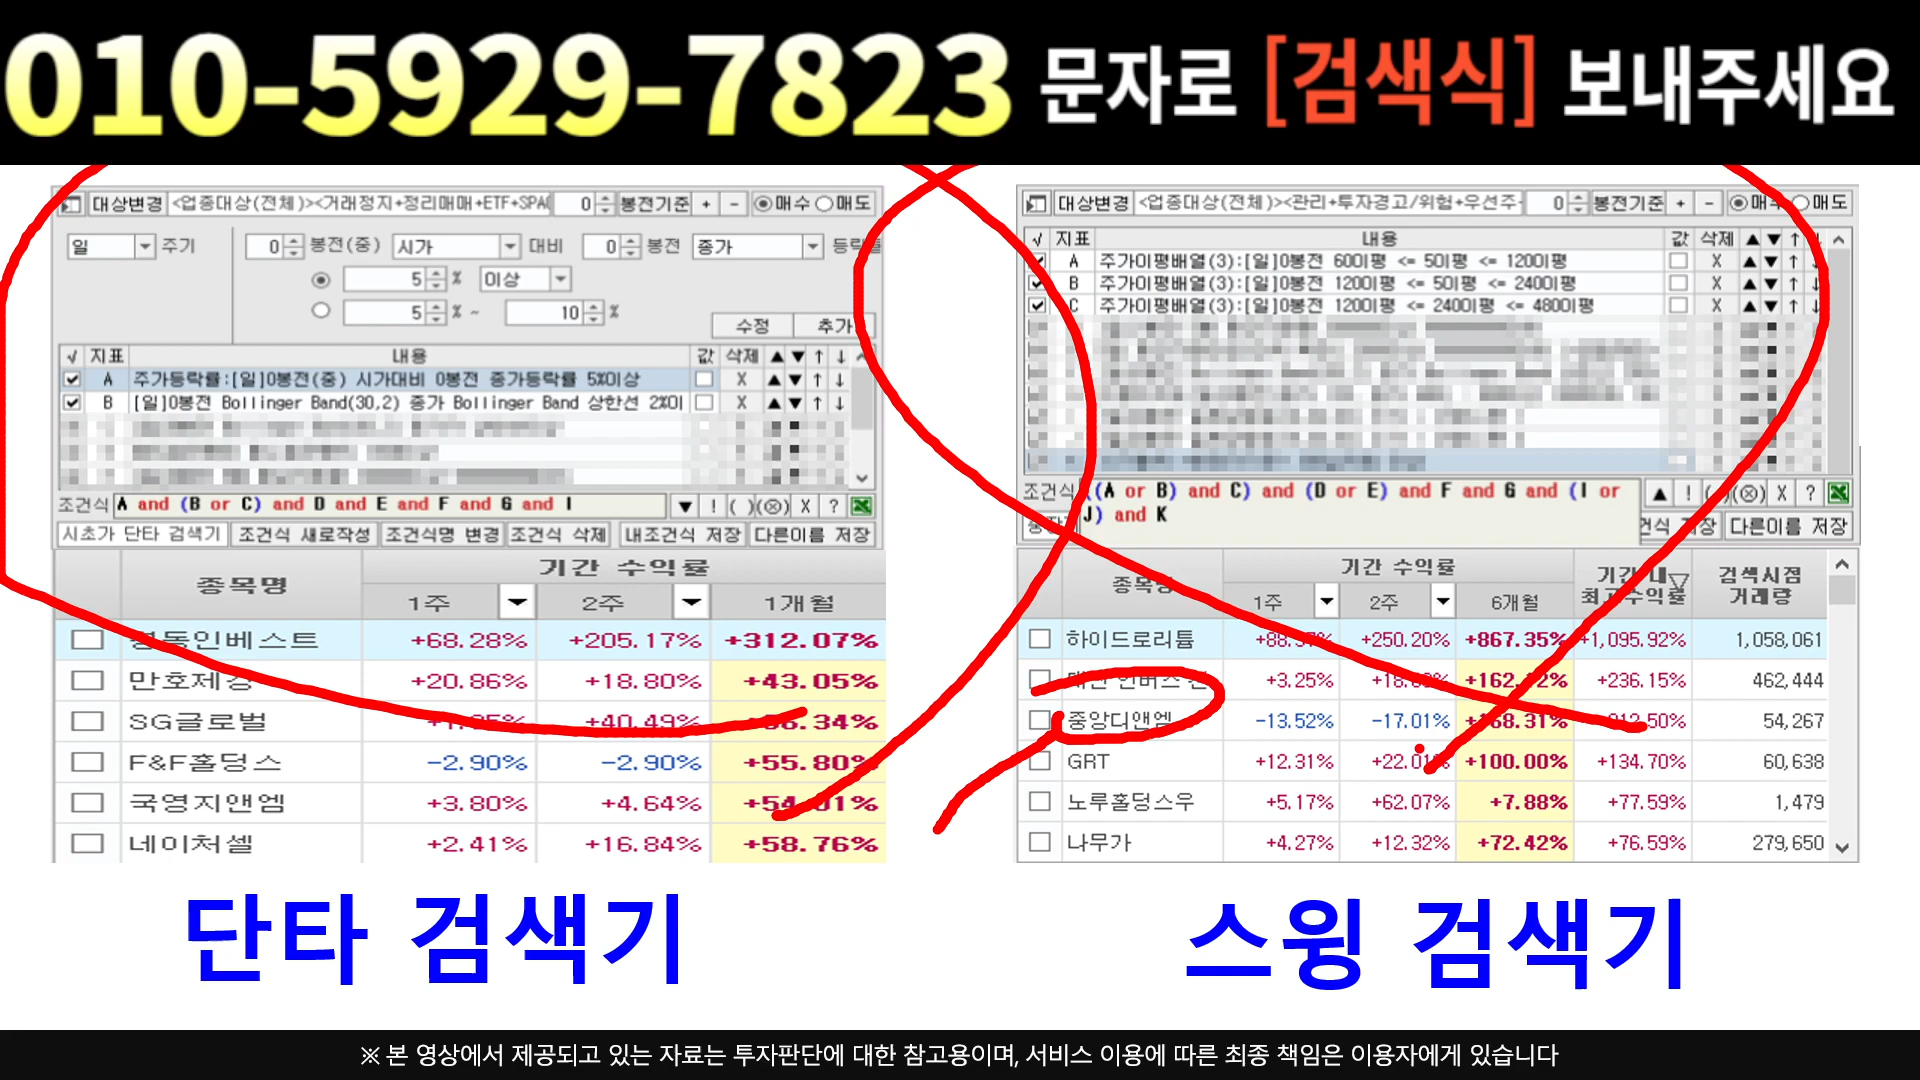 010-5929-7823 문자로 [검색식] 보내주세요
대상변경 <업종대상(전체)><거래정지+정리매매+ETF+SPAC 0 봉전기준 + - 매수 매도
일 주기 0 봉전(중) 시가 대비 0 봉전 종가
5 % 이상
5 % ~ 10 %
수정 추가
√ 지표 내용 값 삭제 ▲ ▼ ↑ ↓
A 주가등락률:[일]0봉전(중) 시가대비 0봉전 종가등락률 5%이상 X ▲ ▼ ↑ ↓
B [일]0봉전 Bollinger Band(30,2) 종가 Bollinger Band 상한선 2%이 X ▲ ▼ ↑ ↓
조건식 A and (B or C) and D and E and F and G and I ▼ ! ( ) (⊗) X ?
시초가 단타 검색기 조건식 새로작성 조건식명 변경 조건식 삭제 내조건식 저장 다른이름 저장
종목명 기간 수익률
1주 2주 1개월
+68.28% +205.17% +312.07%
만호제강 +20.86% +18.80% +43.05%
SG글로벌 +40.49%
F&F홀딩스 -2.90% -2.90% +55.80%
국영지앤엠 +3.80% +4.64%
네이처셀 +2.41% +16.84% +58.76%
대상변경 <업종대상(전체)><관리+투자경고/위험+우선주+ 0 봉전기준 + - 매수 매도
√ 지표 내용 값 삭제 ▲ ▼ ↑ ↓
A 주가이평배열(3):[일]0봉전 60이평 <= 5이평 <= 120이평 X ▲ ▼ ↑ ↓
B 주가이평배열(3):[일]0봉전 120이평 <= 5이평 <= 240이평 X ▲ ▼ ↑ ↓
C 주가이평배열(3):[일]0봉전 120이평 <= 240이평 <= 480이평 X ▲ ▼ ↑ ↓
조건식 ((A or B) and C) and (D or E) and F and G and (I or ▲ ! ( ) (⊗) X ?
J) and K
건식 저장 다른이름 저장
종목명 기간 수익률 기간 내 최고수익률 검색시점 거래량
1주 2주 6개월
하이드로리튬 +250.20% +867.35% +1,095.92% 1,058,061
+3.25% +236.15% 462,444
중앙디앤엠 -13.52% -17.01% 54,267
GRT +12.31% +100.00% +134.70% 60,638
노루홀딩스우 +5.17% +62.07% +7.88% +77.59% 1,479
나무가 +4.27% +12.32% +72.42% +76.59% 279,650
단타 검색기
스윙 검색기
※ 본 영상에서 제공되고 있는 자료는 투자판단에 대한 참고용이며, 서비스 이용에 따른 최종 책임은 이용자에게 있습니다